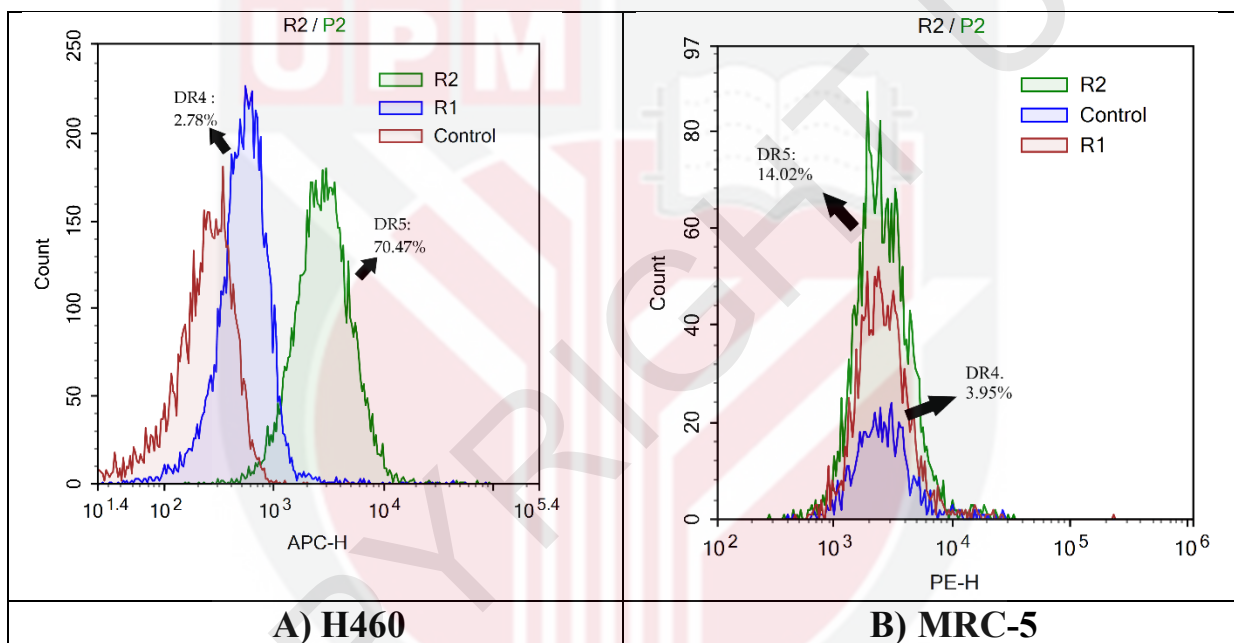 R2 / P2
250
200
150
100
50
0
Count
DR4 :
2.78%
R2
R1
Control
DR5:
70.47%
10^1.4
10^2
10^3
10^4
10^5.4
APC-H
A) H460
R2 / P2
97
80
60
40
20
0
Count
R2
Control
R1
DR5:
14.02%
DR4.
3.95%
10^2
10^3
10^4
10^5
10^6
PE-H
B) MRC-5
UPM
PYRIGHT U